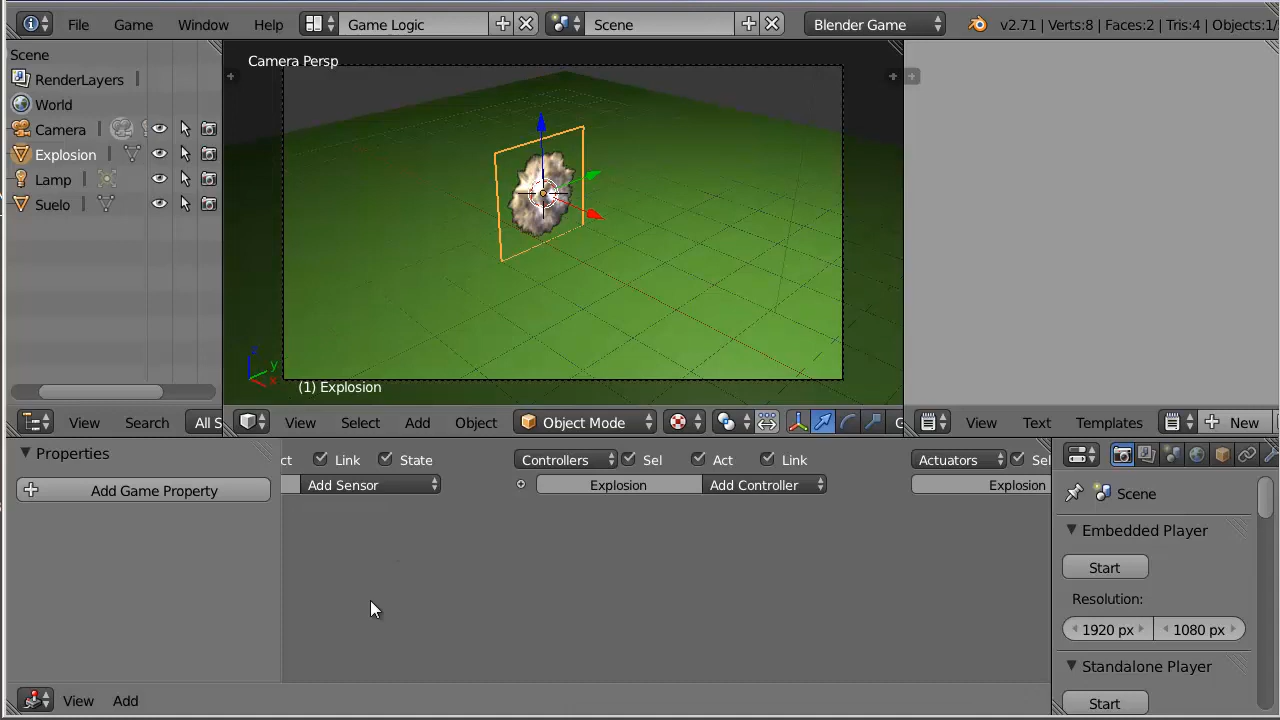 File Game Window Help Game Logic Scene Blender Game v2.71 | Verts:8 | Faces:2 | Tris:4 | Objects:1/
Scene
RenderLayers
World
Camera
Explosion
Lamp
Suelo
Camera Persp
z
y
x
(1) Explosion
View Search All S
View Select Add Object Object Mode G
View Text Templates New
Properties
Add Game Property
ct Link State Controllers Sel Act Link Actuators Sel
Add Sensor Explosion Add Controller Explosion
View Add
Scene
Embedded Player
Start
Resolution:
1920 px 1080 px
Standalone Player
Start